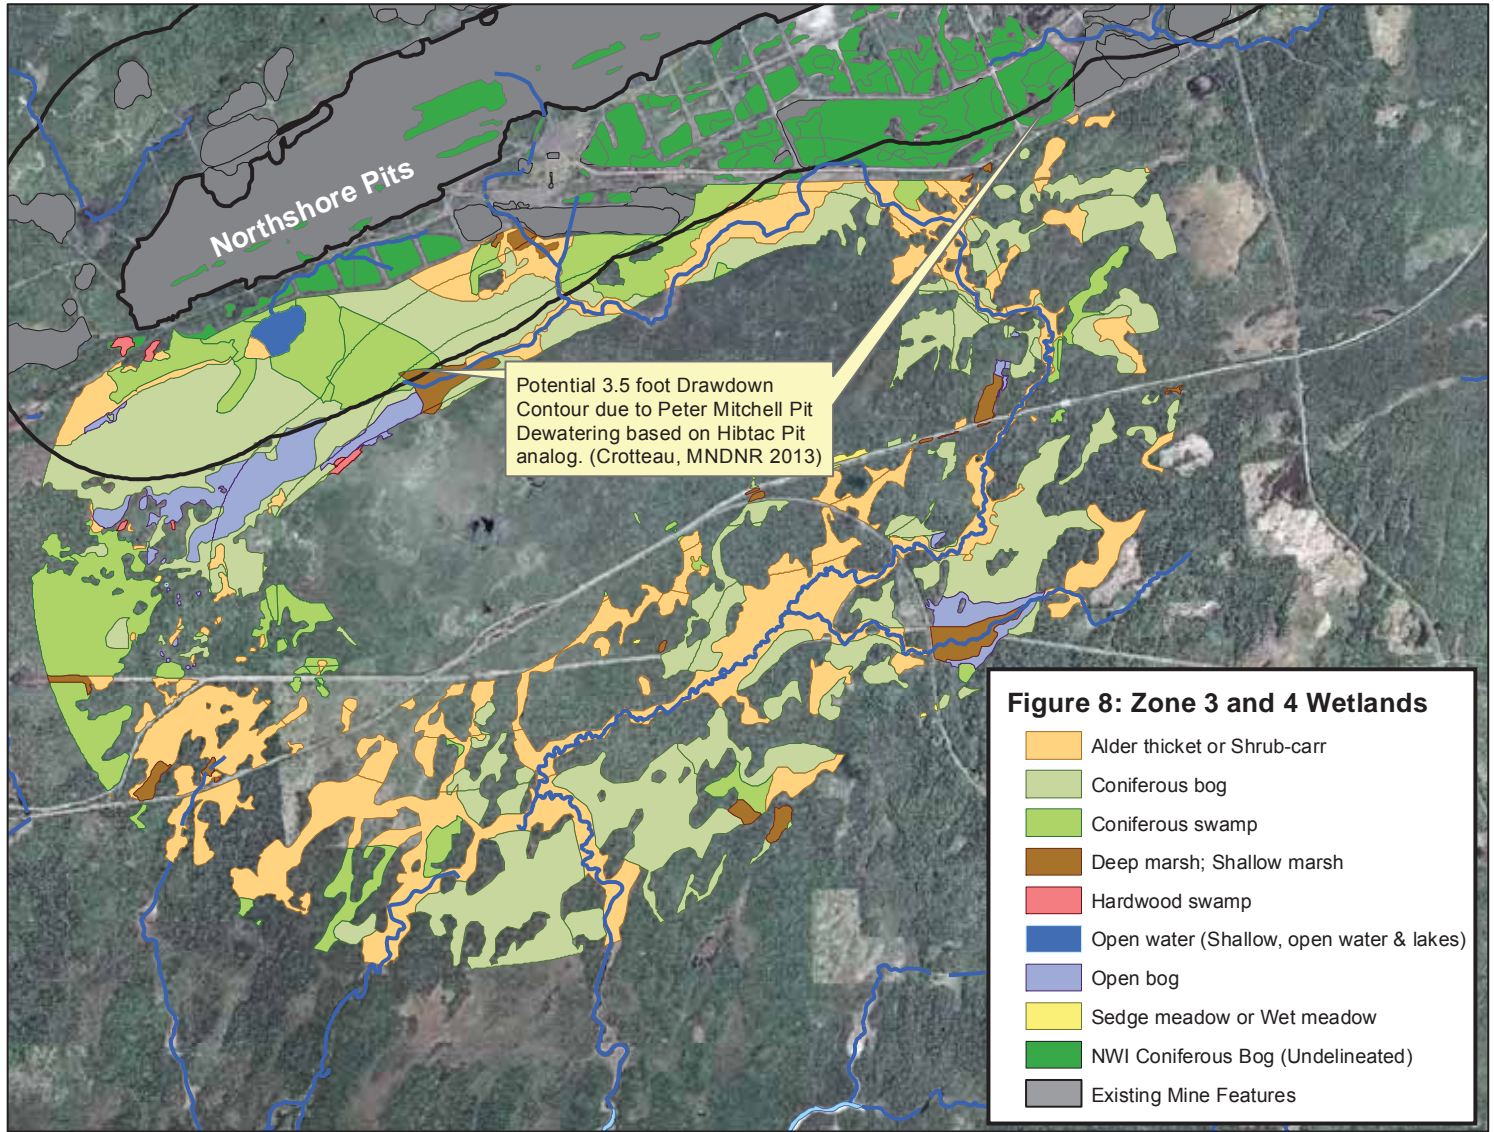 Northshore Pits
Potential 3.5 foot Drawdown
Contour due to Peter Mitchell Pit
Dewatering based on Hibtac Pit
analog. (Crotteau, MNDNR 2013)
Figure 8: Zone 3 and 4 Wetlands
Alder thicket or Shrub-carr
Coniferous bog
Coniferous swamp
Deep marsh; Shallow marsh
Hardwood swamp
Open water (Shallow, open water & lakes)
Open bog
Sedge meadow or Wet meadow
NWI Coniferous Bog (Undelineated)
Existing Mine Features